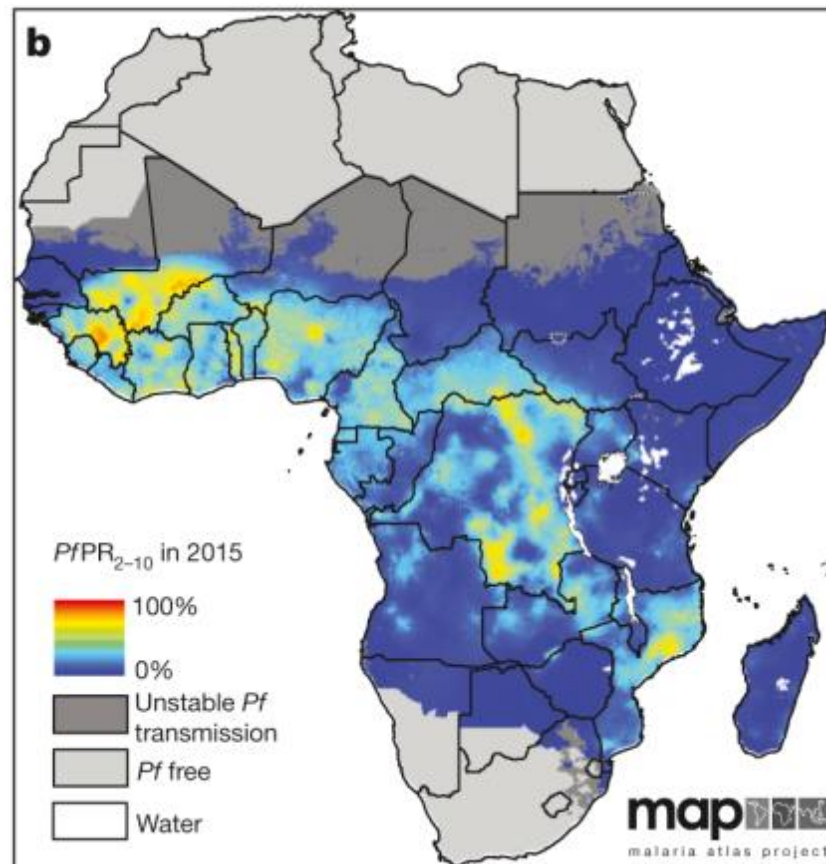 b
PfPR2–10 in 2015
100%
0%
Unstable Pf
transmission
Pf free
Water
map
malaria atlas project